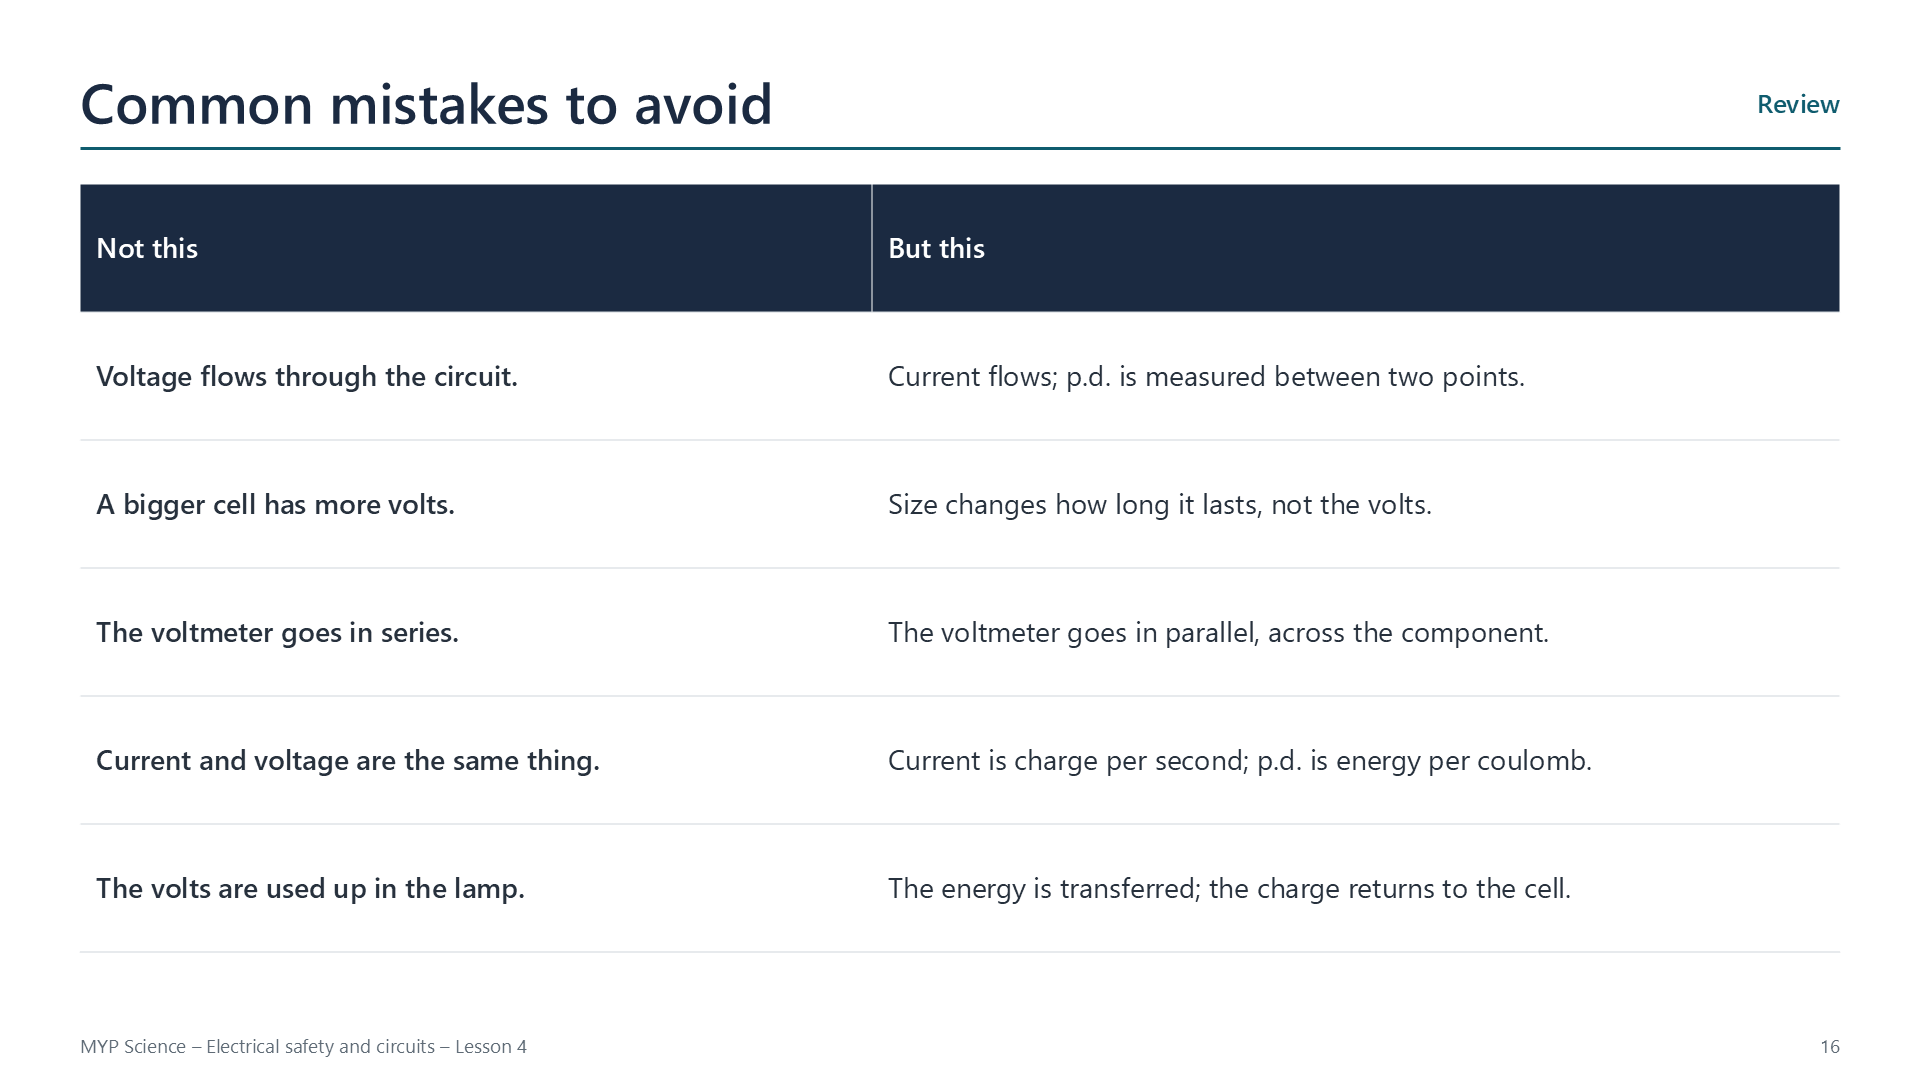 Common mistakes to avoid
Review
Not this
But this
Voltage flows through the circuit.
Current flows; p.d. is measured between two points.
A bigger cell has more volts.
Size changes how long it lasts, not the volts.
The voltmeter goes in series.
The voltmeter goes in parallel, across the component.
Current and voltage are the same thing.
Current is charge per second; p.d. is energy per coulomb.
The volts are used up in the lamp.
The energy is transferred; the charge returns to the cell.
MYP Science – Electrical safety and circuits – Lesson 4
16